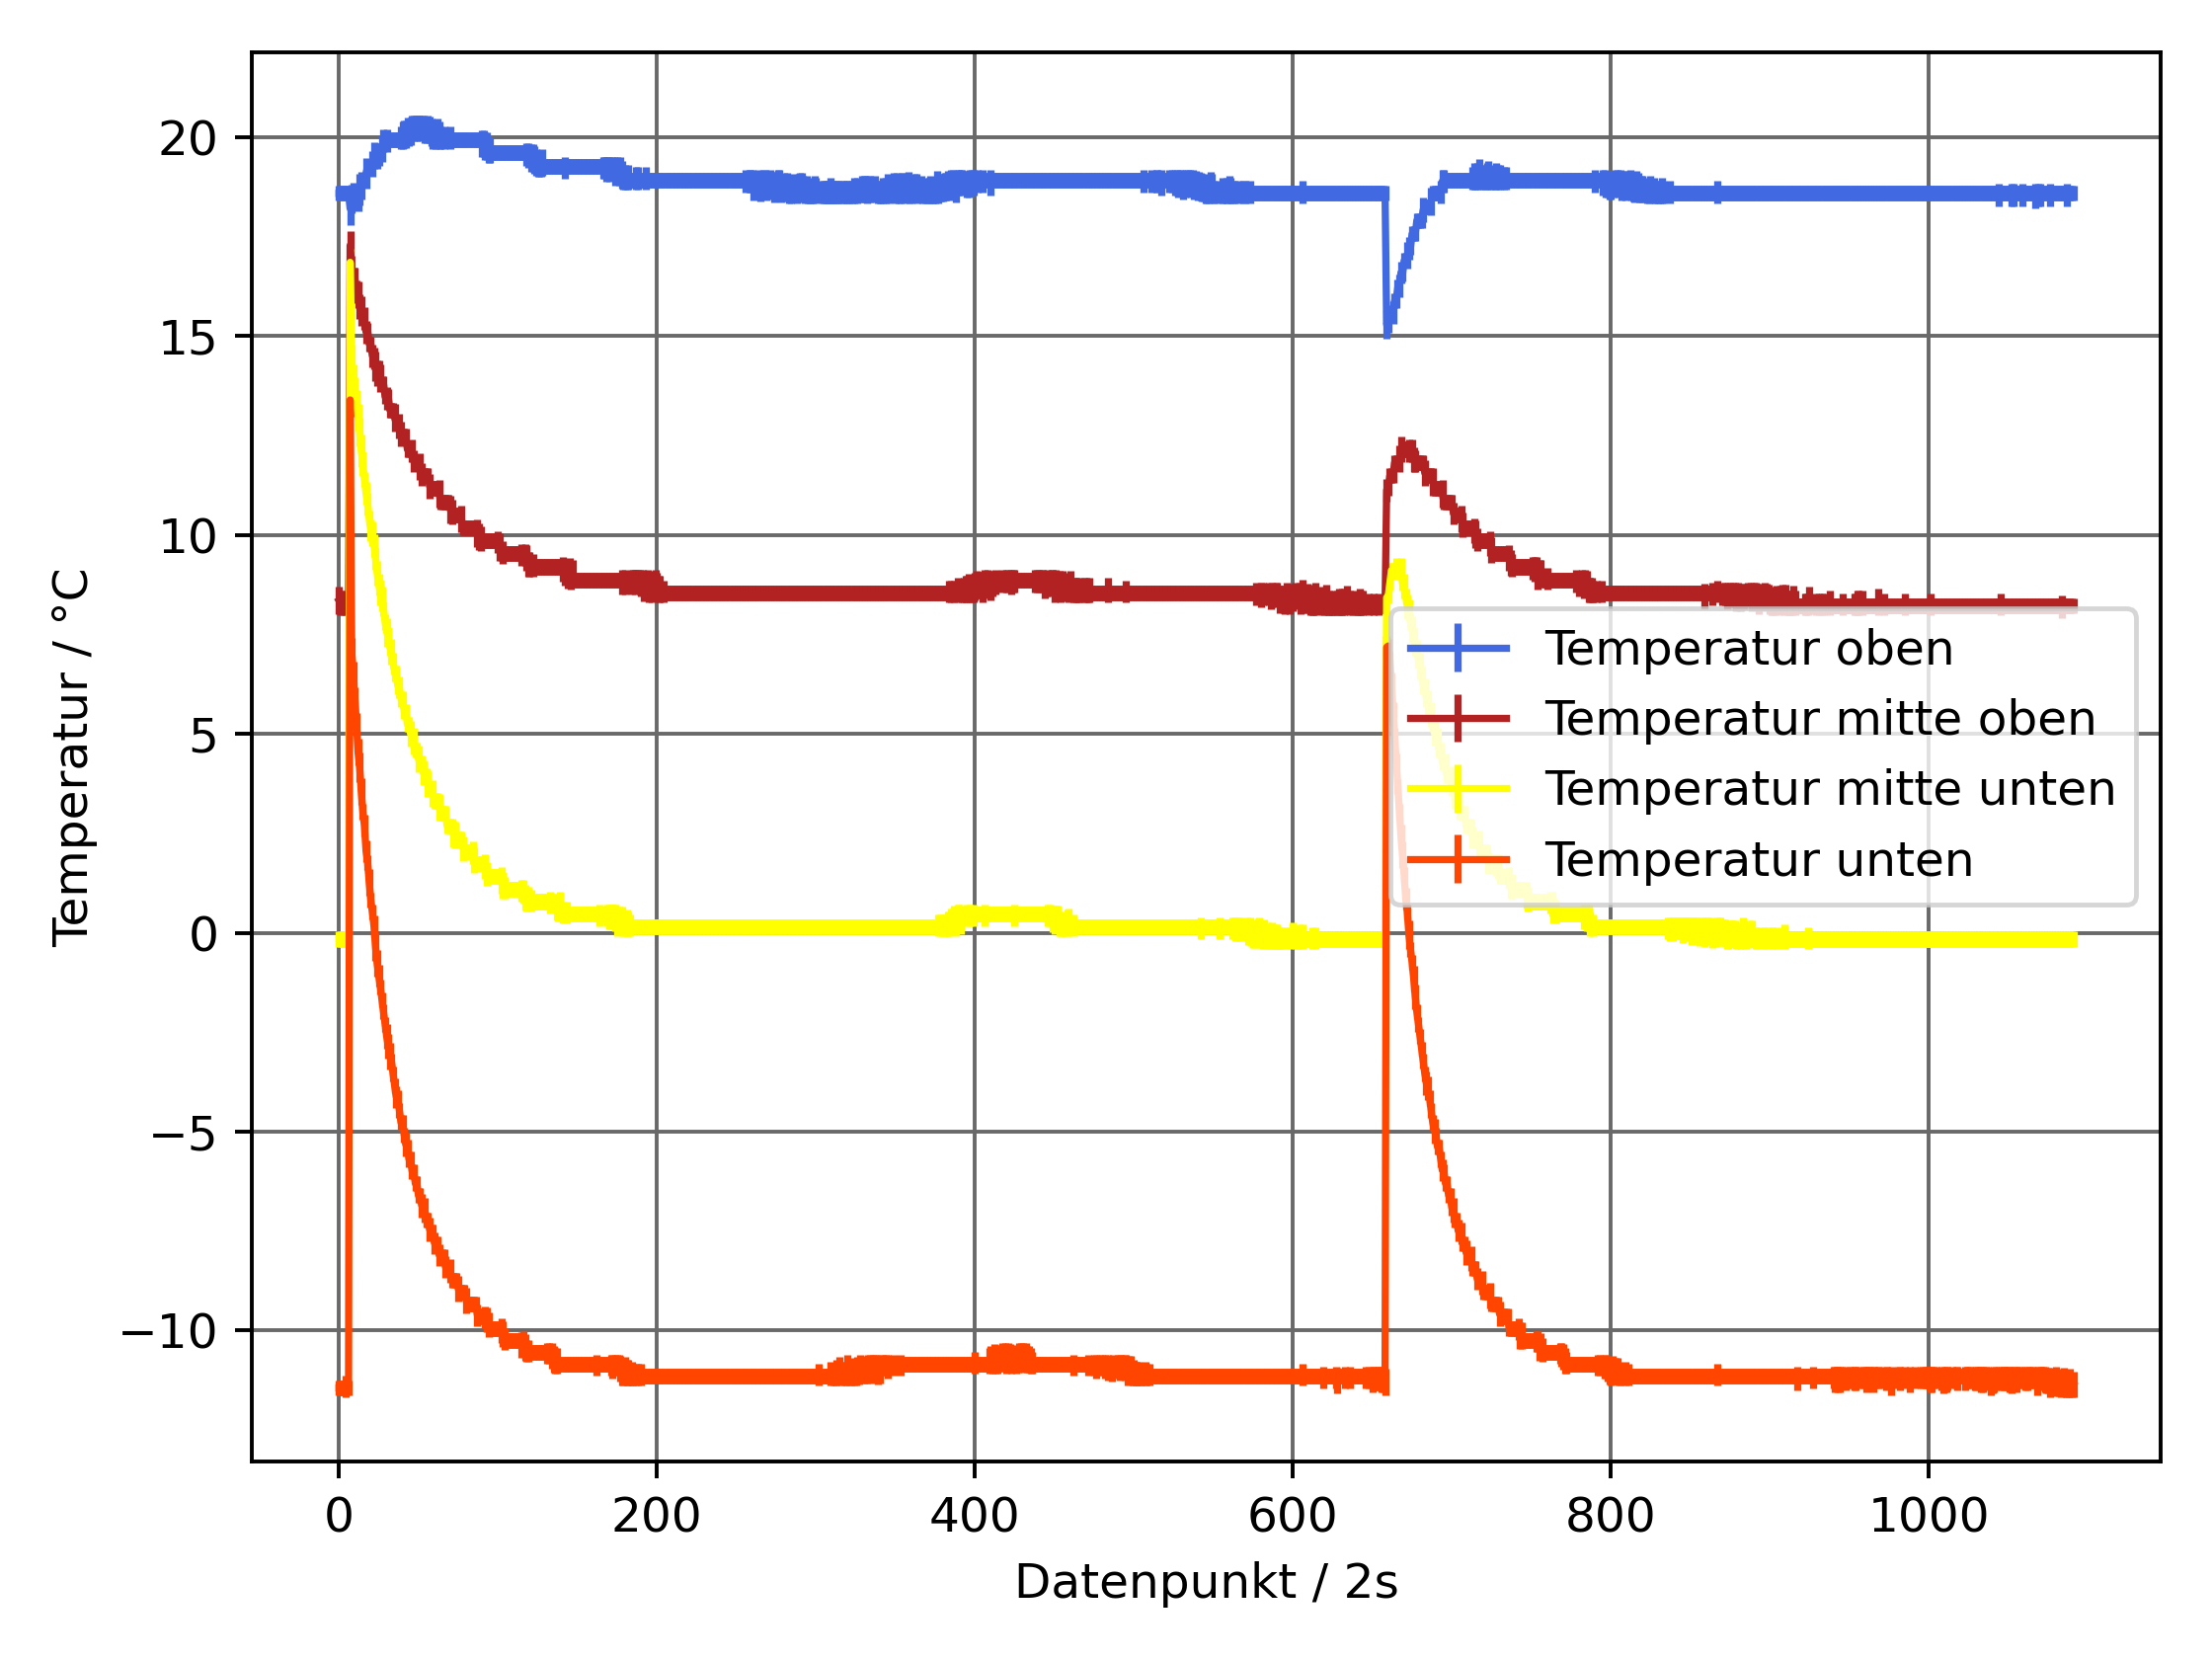 20
15
10
5
0
−5
−10
Temperatur / °C
Temperatur oben
Temperatur mitte oben
Temperatur mitte unten
Temperatur unten
0 200 400 600 800 1000
Datenpunkt / 2s